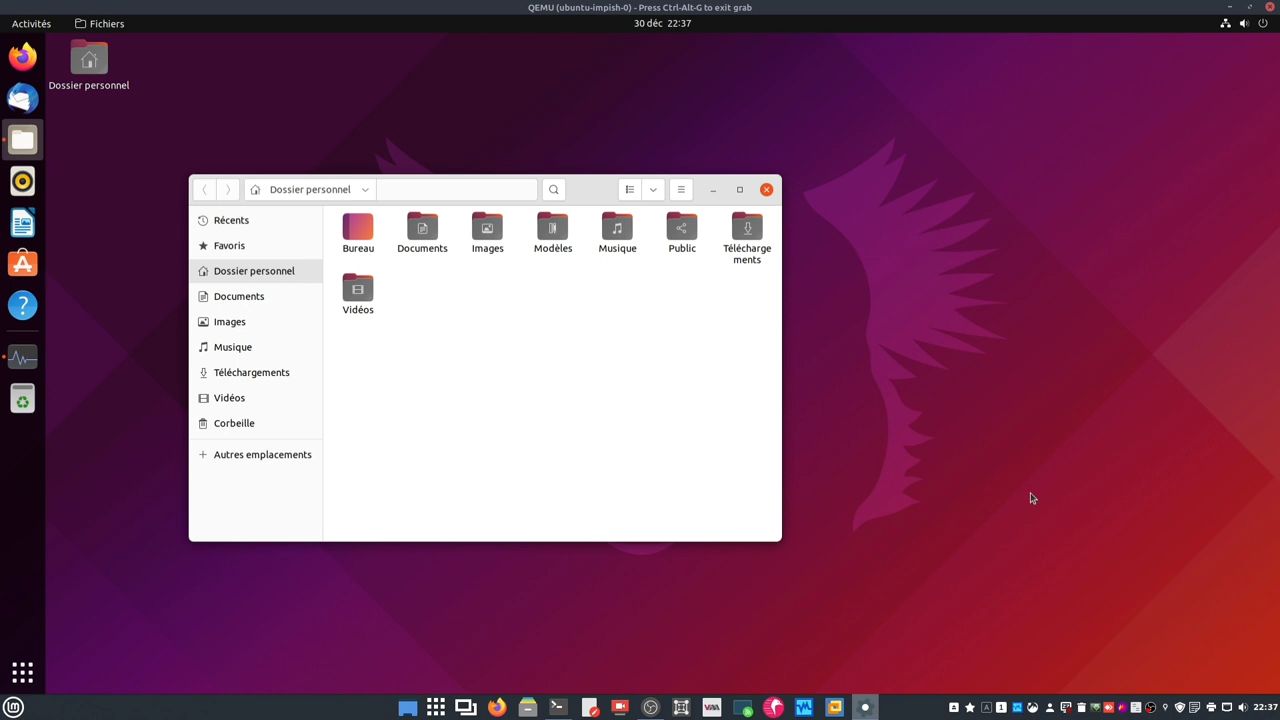 QEMU (ubuntu-impish-0) - Press Ctrl-Alt-G to exit grab
Activités
Fichiers
30 déc 22:37
Dossier personnel
Dossier personnel
Récents
Favoris
Dossier personnel
Documents
Images
Musique
Téléchargements
Vidéos
Corbeille
Autres emplacements
Bureau
Documents
Images
Modèles
Musique
Public
Télécharge
ments
Vidéos
22:37